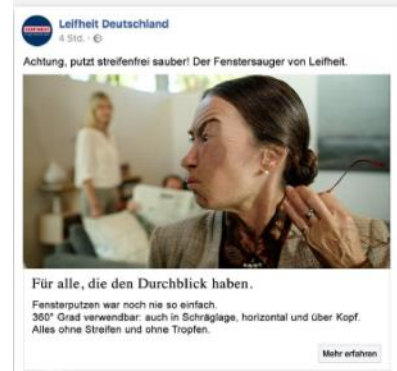 LEIFHEIT
Leifheit Deutschland
4 Std. ·
Achtung, putzt streifenfrei sauber! Der Fenstersauger von Leifheit.
Für alle, die den Durchblick haben.
Fensterputzen war noch nie so einfach.
360° Grad verwendbar: auch in Schräglage, horizontal und über Kopf.
Alles ohne Streifen und ohne Tropfen.
Mehr erfahren